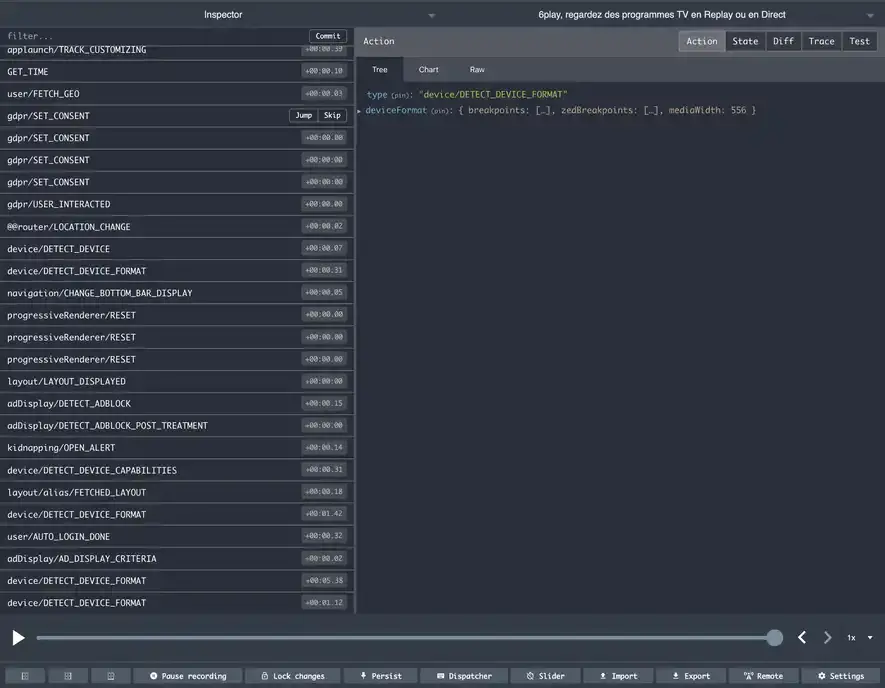 Inspector
6play, regardez des programmes TV en Replay ou en Direct
filter...
Commit
Action
Action State Diff Trace Test
applaunch/TRACK_CUSTOMIZING +00:00.39
GET_TIME +00:00.10
user/FETCH_GEO +00:00.03
gdpr/SET_CONSENT Jump Skip
gdpr/SET_CONSENT +00:00.00
gdpr/SET_CONSENT +00:00:00
gdpr/SET_CONSENT +00:00:00
gdpr/USER_INTERACTED +00:00.00
@@router/LOCATION_CHANGE +00:00.02
device/DETECT_DEVICE +00:00.07
device/DETECT_DEVICE_FORMAT +00:00.31
navigation/CHANGE_BOTTOM_BAR_DISPLAY +00:00.05
progressiveRenderer/RESET +00:00.00
progressiveRenderer/RESET +00:00.00
progressiveRenderer/RESET +00:00.00
layout/LAYOUT_DISPLAYED +00:00:00
adDisplay/DETECT_ADBLOCK +00:00.15
adDisplay/DETECT_ADBLOCK_POST_TREATMENT +00:00:00
kidnapping/OPEN_ALERT +00:00.14
device/DETECT_DEVICE_CAPABILITIES +00:00.31
layout/alias/FETCHED_LAYOUT +00:00.18
device/DETECT_DEVICE_FORMAT +00:01.42
user/AUTO_LOGIN_DONE +00:00.32
adDisplay/AD_DISPLAY_CRITERIA +00:00.02
device/DETECT_DEVICE_FORMAT +00:05.38
device/DETECT_DEVICE_FORMAT +00:01.12
Tree Chart Raw
type (pin): "device/DETECT_DEVICE_FORMAT"
deviceFormat (pin): { breakpoints: […], zedBreakpoints: […], mediaWidth: 556 }
1x
Pause recording Lock changes Persist Dispatcher Slider Import Export Remote Settings